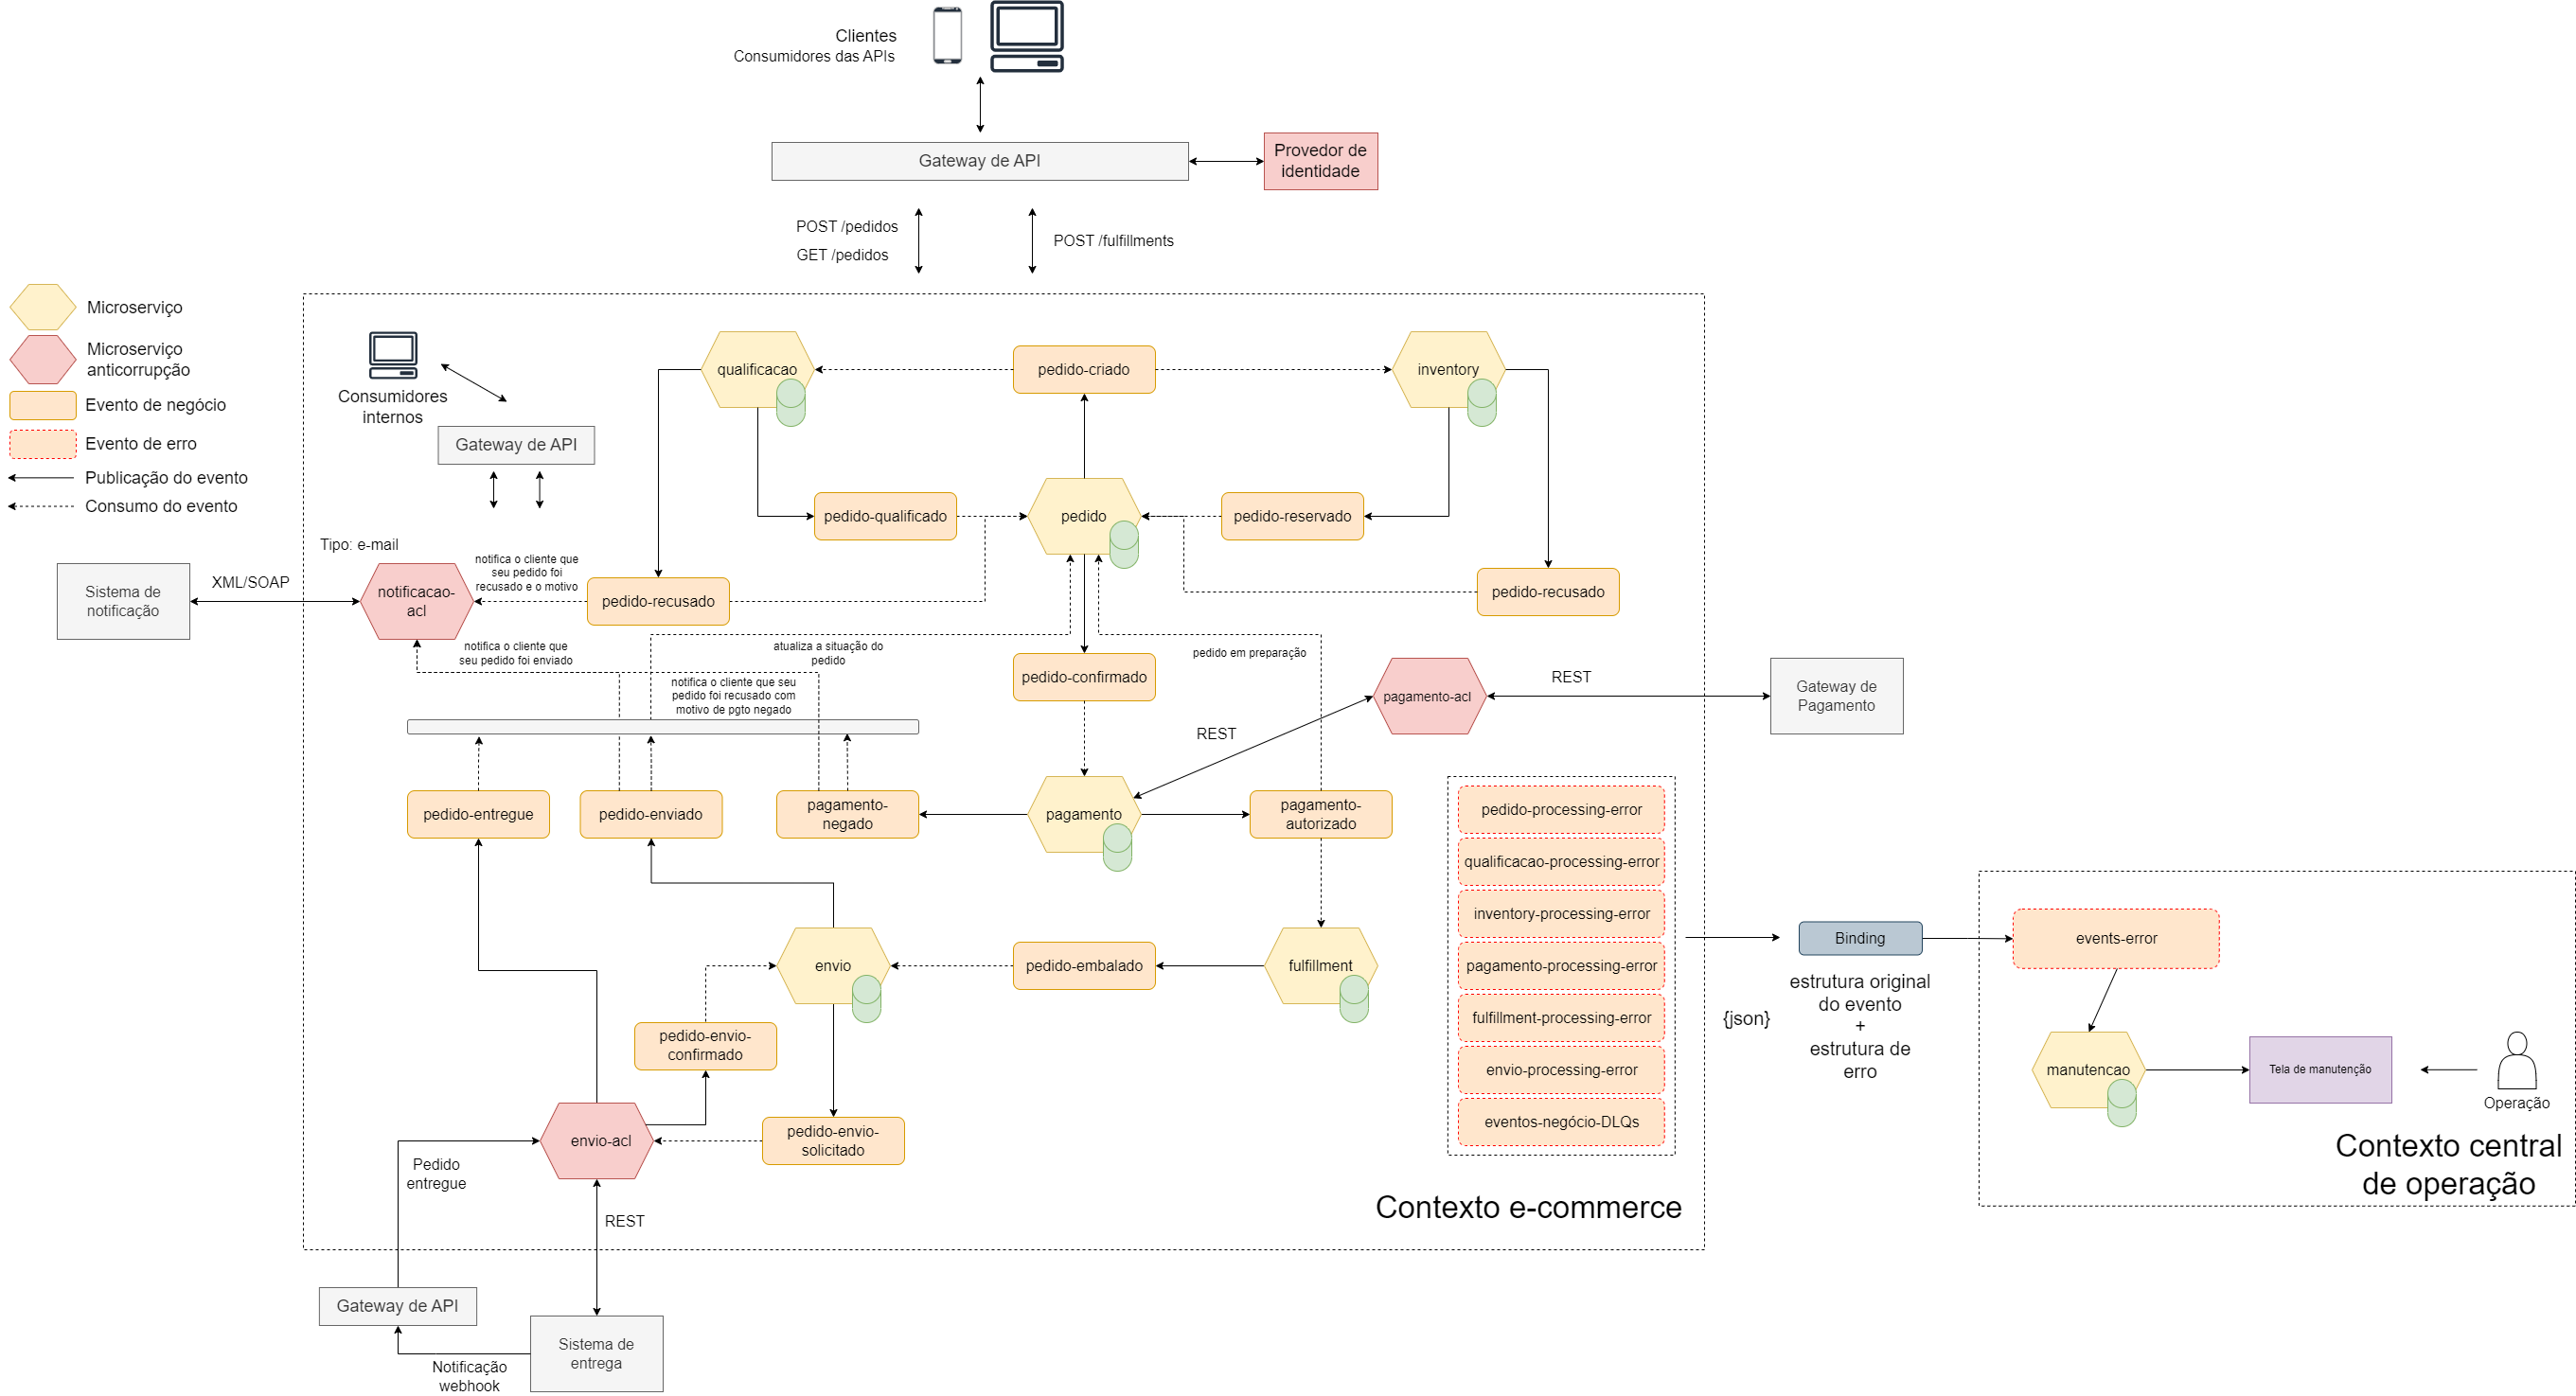 Clientes
Consumidores das APIs
Gateway de API
Provedor de
identidade
POST /pedidos
GET /pedidos
POST /fulfillments
Microserviço
Microserviço
anticorrupção
Evento de negócio
Evento de erro
Publicação do evento
Consumo do evento
Consumidores
internos
Gateway de API
qualificacao
pedido-criado
inventory
pedido-qualificado
pedido
pedido-reservado
Tipo: e-mail
Sistema de
notificação
XML/SOAP
notificacao-
acl
notifica o cliente que
seu pedido foi
recusado e o motivo
pedido-recusado
pedido-recusado
notifica o cliente que
seu pedido foi enviado
atualiza a situação do
pedido
pedido em preparação
notifica o cliente que seu
pedido foi recusado com
motivo de pgto negado
pedido-confirmado
pagamento-acl
REST
Gateway de
Pagamento
REST
pedido-entregue
pedido-enviado
pagamento-
negado
pagamento
pagamento-
autorizado
pedido-processing-error
qualificacao-processing-error
inventory-processing-error
pagamento-processing-error
fulfillment-processing-error
envio-processing-error
eventos-negócio-DLQs
envio
pedido-embalado
fulfillment
pedido-envio-
confirmado
envio-acl
pedido-envio-
solicitado
Pedido
entregue
REST
Contexto e-commerce
{json}
Binding
estrutura original
do evento
+
estrutura de
erro
events-error
manutencao
Tela de manutenção
Operação
Contexto central
de operação
Gateway de API
Sistema de
entrega
Notificação
webhook